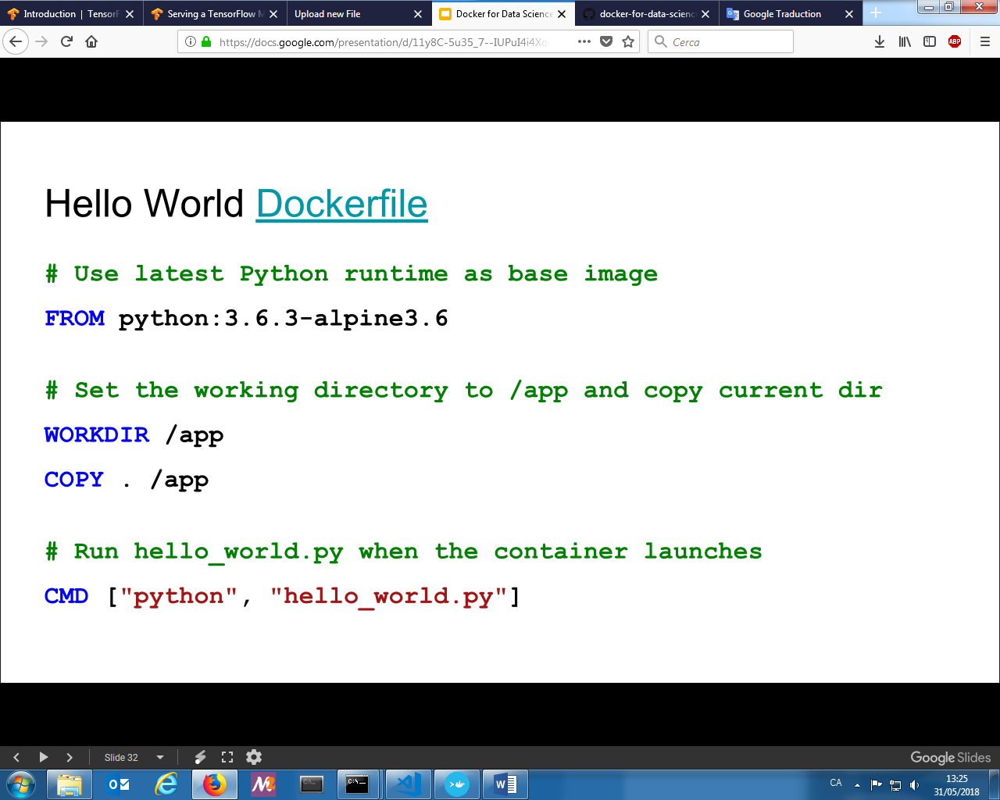 Introduction | TensorF
Serving a TensorFlow M
Upload new File
Docker for Data Science
docker-for-data-scienc
Google Traduction
https://docs.google.com/presentation/d/11y8C-5u35_7--IUPuI4i4Xq
Cerca
ABP
Hello World Dockerfile
# Use latest Python runtime as base image
FROM python:3.6.3-alpine3.6
# Set the working directory to /app and copy current dir
WORKDIR /app
COPY . /app
# Run hello_world.py when the container launches
CMD ["python", "hello_world.py"]
Slide 32
Google Slides
CA
13:25
31/05/2018